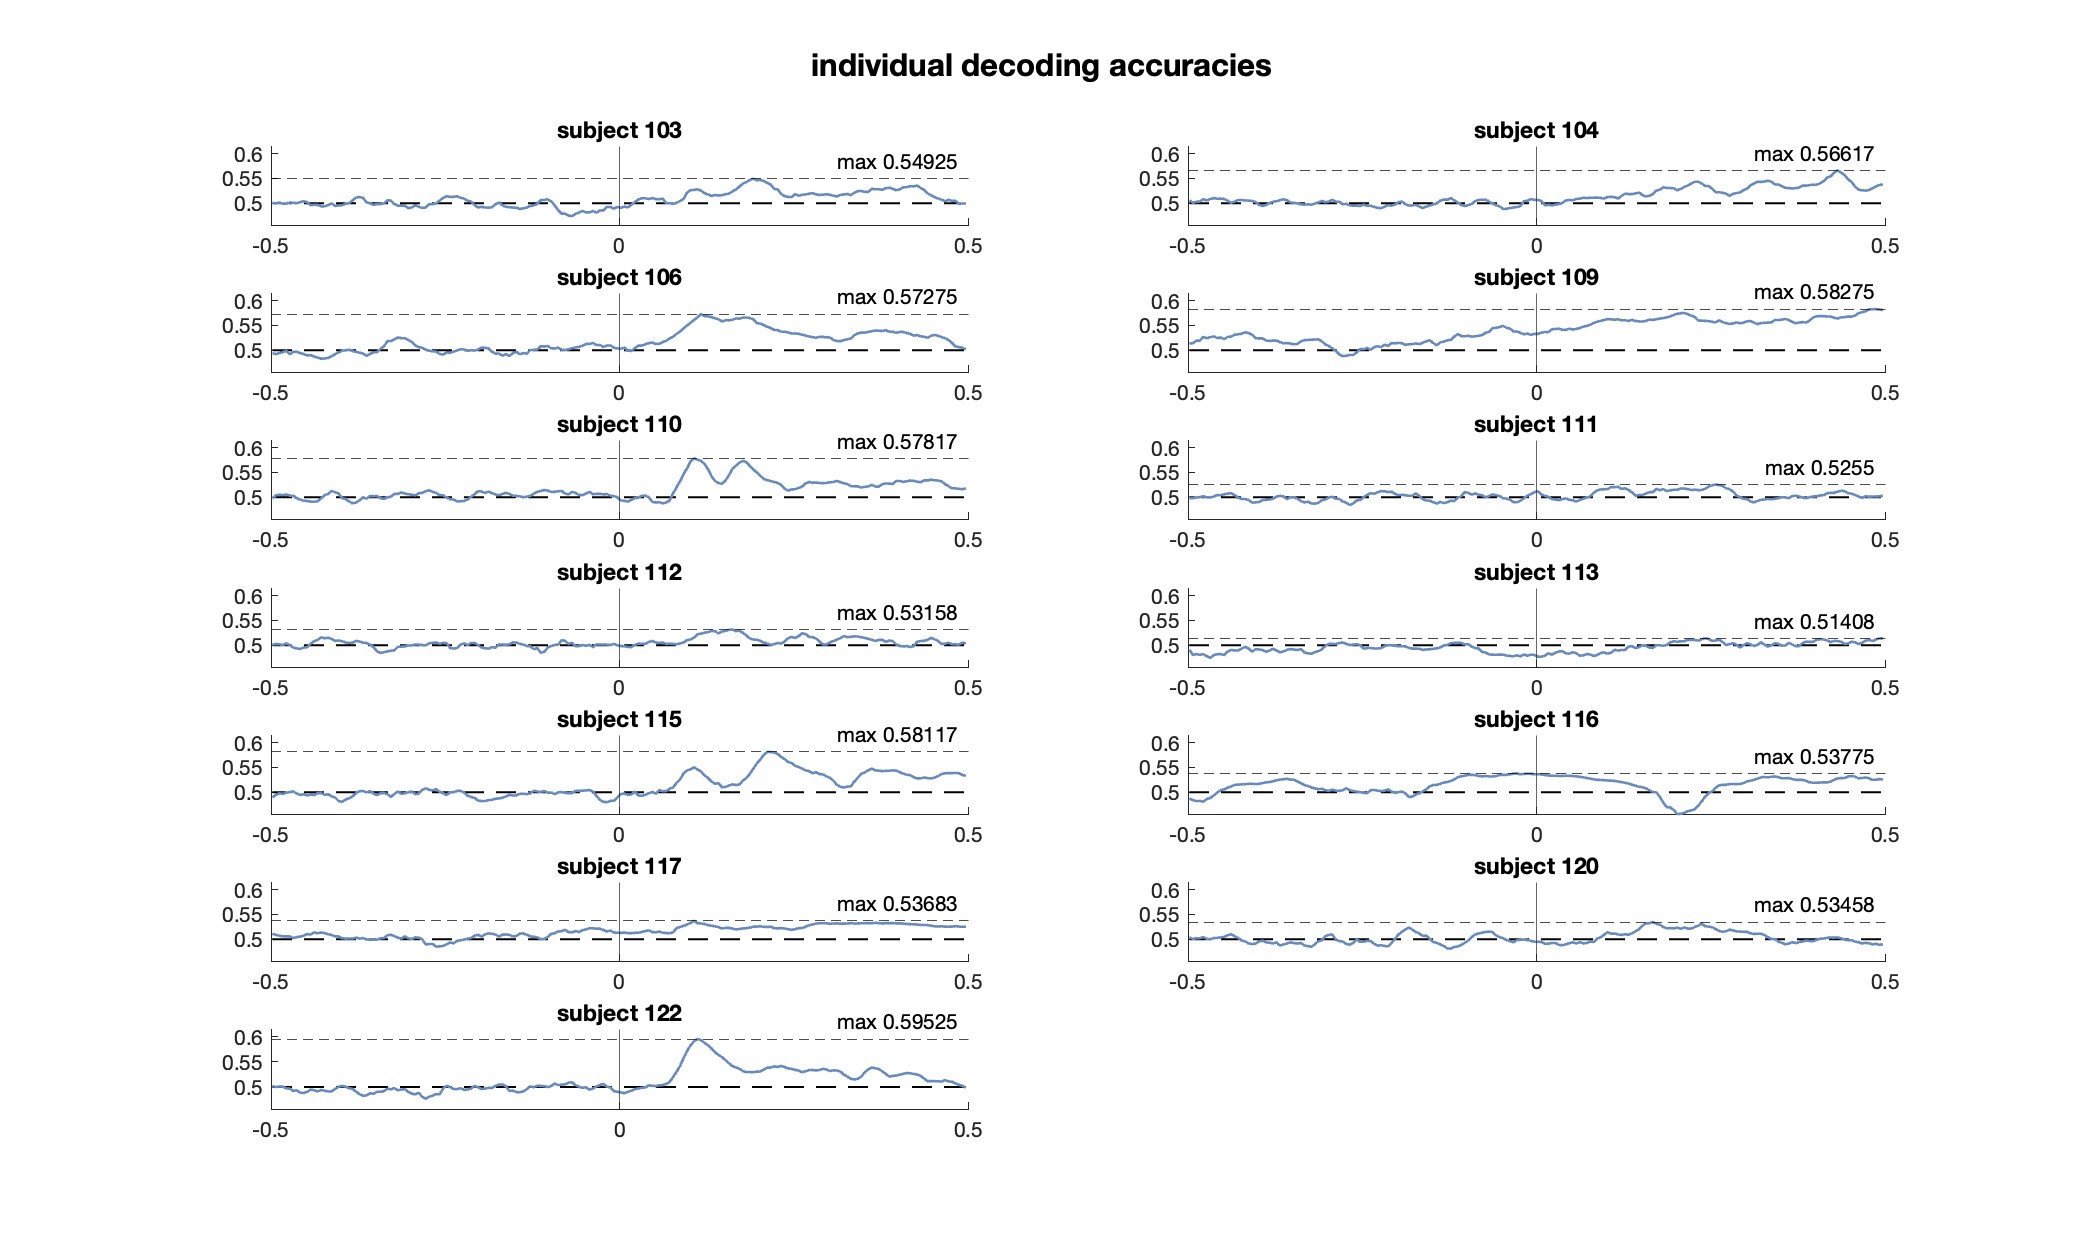 individual decoding accuracies
subject 103
max 0.54925
0.6
0.55
0.5
-0.5 0 0.5
subject 104
max 0.56617
0.6
0.55
0.5
-0.5 0 0.5
subject 106
max 0.57275
0.6
0.55
0.5
-0.5 0 0.5
subject 109
max 0.58275
0.6
0.55
0.5
-0.5 0 0.5
subject 110
max 0.57817
0.6
0.55
0.5
-0.5 0 0.5
subject 111
max 0.5255
0.6
0.55
0.5
-0.5 0 0.5
subject 112
max 0.53158
0.6
0.55
0.5
-0.5 0 0.5
subject 113
max 0.51408
0.6
0.55
0.5
-0.5 0 0.5
subject 115
max 0.58117
0.6
0.55
0.5
-0.5 0 0.5
subject 116
max 0.53775
0.6
0.55
0.5
-0.5 0 0.5
subject 117
max 0.53683
0.6
0.55
0.5
-0.5 0 0.5
subject 120
max 0.53458
0.6
0.55
0.5
-0.5 0 0.5
subject 122
max 0.59525
0.6
0.55
0.5
-0.5 0 0.5